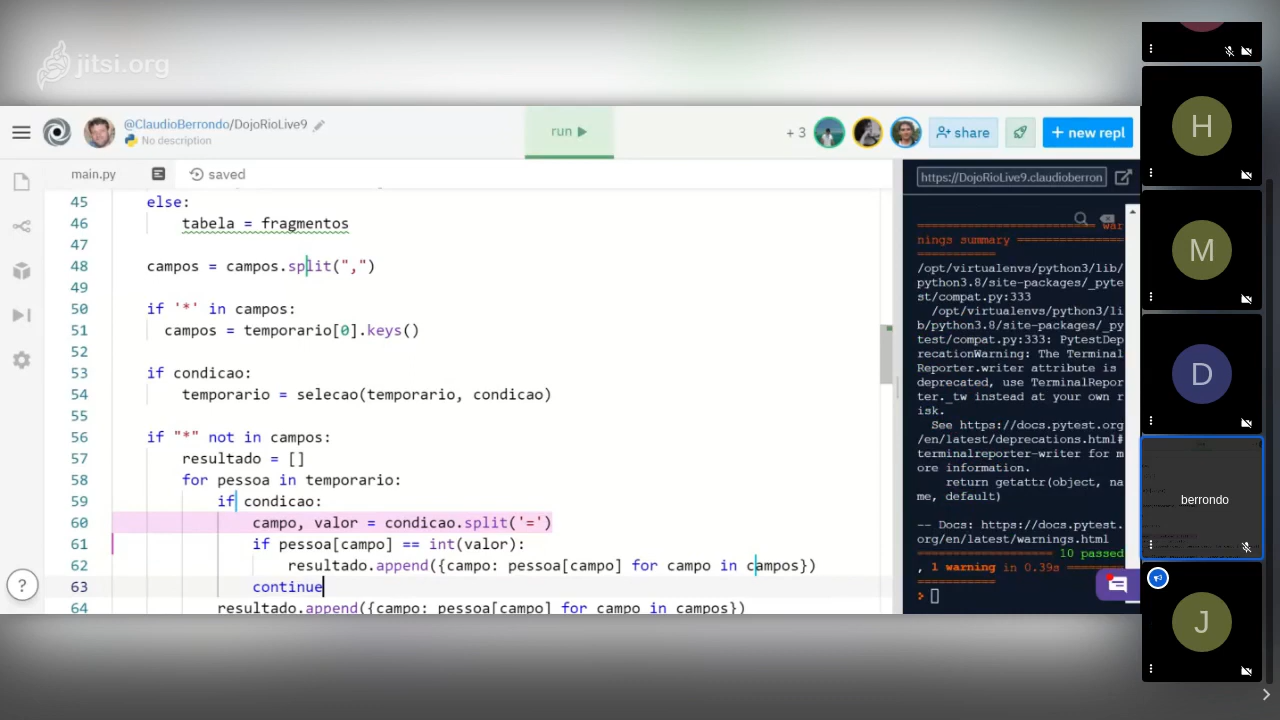 jitsi.org
@ClaudioBerrondo/DojoRioLive9
No description
run
+ 3
share
+ new repl
main.py
saved
https://DojoRioLive9.claudioberron
45 else:
46 tabela = fragmentos
47
48 campos = campos.split(",")
49
50 if '*' in campos:
51 campos = temporario[0].keys()
52
53 if condicao:
54 temporario = selecao(temporario, condicao)
55
56 if "*" not in campos:
57 resultado = []
58 for pessoa in temporario:
59 if condicao:
60 campo, valor = condicao.split('=')
61 if pessoa[campo] == int(valor):
62 resultado.append({campo: pessoa[campo] for campo in campos})
63 continue
64 resultado.append({campo: pessoa[campo] for campo in campos})
?
======================== war
nings summary ===============
===========
/opt/virtualenvs/python3/lib/
python3.8/site-packages/_pyte
st/compat.py:333
/opt/virtualenvs/python3/li
b/python3.8/site-packages/_py
test/compat.py:333: PytestDep
recationWarning: The Terminal
Reporter.writer attribute is
deprecated, use TerminalRepor
ter._tw instead at your own r
isk.
See https://docs.pytest.org
/en/latest/deprecations.html#
terminalreporter-writer for m
ore information.
return getattr(object, na
me, default)
-- Docs: https://docs.pytest.
org/en/latest/warnings.html
================== 10 passed
, 1 warning in 0.39s ========
===========
H
M
D
berrondo
J